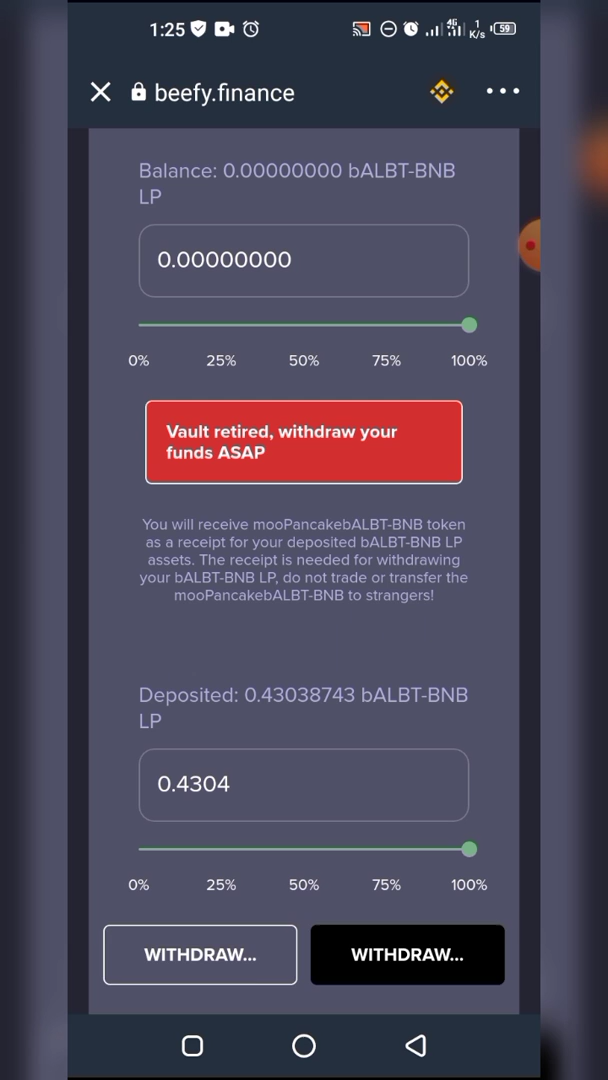 1:25
4G
1
K/s
59
beefy.finance
Balance: 0.00000000 bALBT-BNB
LP
0.00000000
0% 25% 50% 75% 100%
Vault retired, withdraw your
funds ASAP
You will receive mooPancakebALBT-BNB token
as a receipt for your deposited bALBT-BNB LP
assets. The receipt is needed for withdrawing
your bALBT-BNB LP, do not trade or transfer the
mooPancakebALBT-BNB to strangers!
Deposited: 0.43038743 bALBT-BNB
LP
0.4304
0% 25% 50% 75% 100%
WITHDRAW... WITHDRAW...